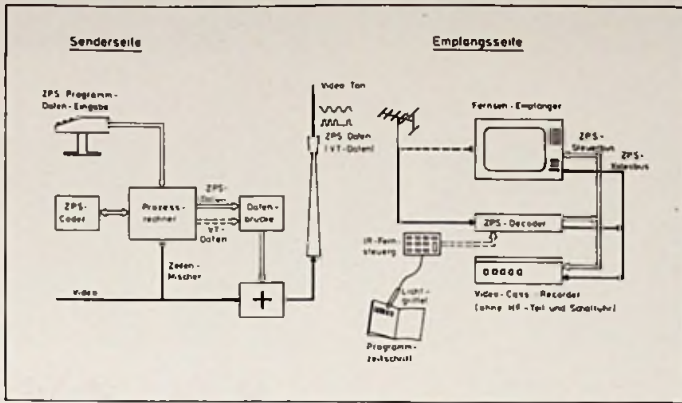 Senderseite
ZPS Programm-
Daten-Eingabe
ZPS-
Coder
Prozess-
rechner
ZPS-
Daten
VT-
Daten
Daten-
brücke
Zeilen-
Mischer
Video
+
Video Ton
ZPS Daten
(VT-Daten)
Empfangsseite
Fernseh-Empfänger
ZPS-
Steuerbus
ZPS-
Videobus
ZPS-Decoder
IR-Fern-
steuerg
Licht-
griffel
Programm-
zeitschrift
Video-Cass-Recorder
(ohne HF-Teil und Schaltuhr)